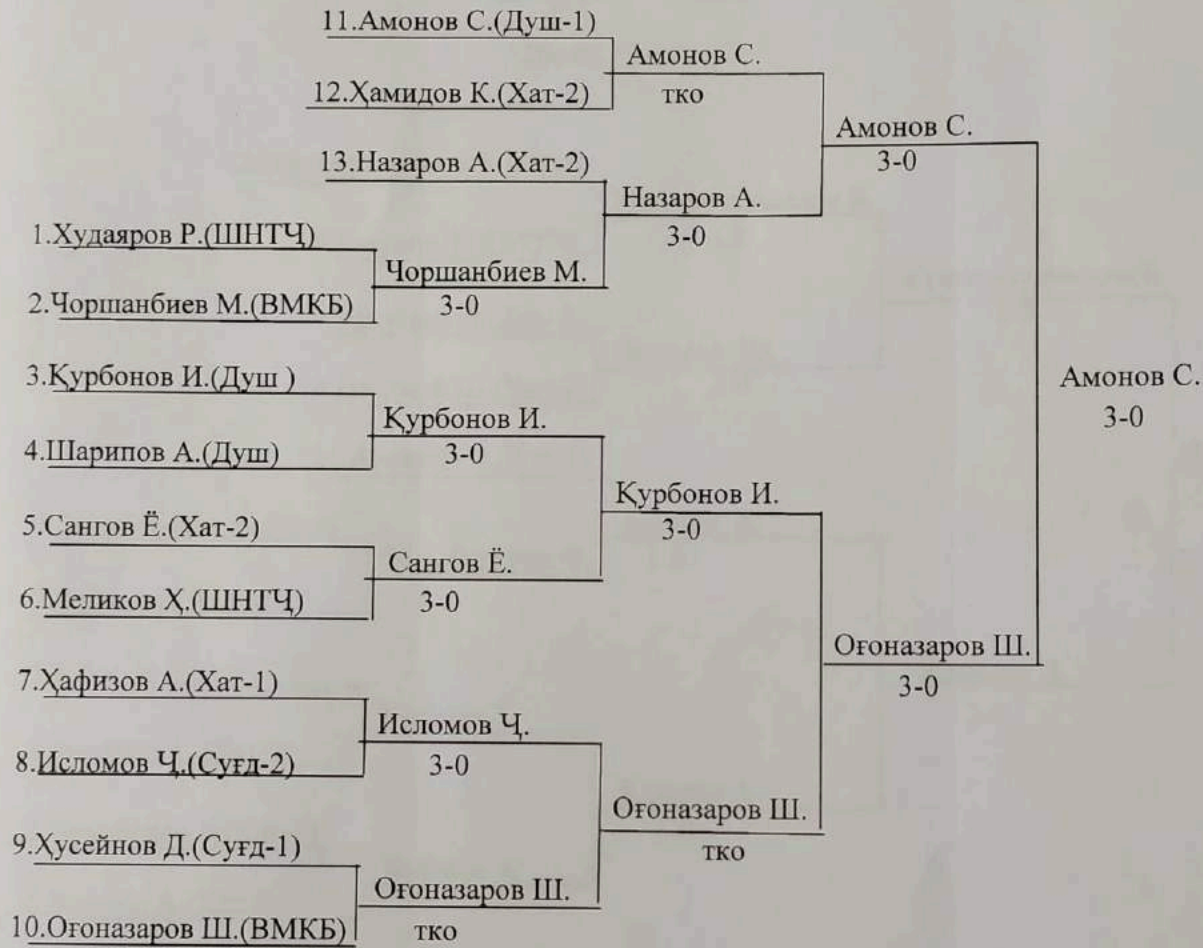 11.Амонов С.(Душ-1)
Амонов С.
12.Ҳамидов К.(Хат-2)
тко
Амонов С.
3-0
13.Назаров А.(Хат-2)
Назаров А.
3-0
1.Худаяров Р.(ШНТҶ)
Чоршанбиев М.
2.Чоршанбиев М.(ВМКБ)
3-0
3.Қурбонов И.(Душ )
Амонов С.
3-0
Қурбонов И.
4.Шарипов А.(Душ)
3-0
Қурбонов И.
3-0
5.Сангов Ё.(Хат-2)
Сангов Ё.
6.Меликов Ҳ.(ШНТҶ)
3-0
Оғоназаров Ш.
3-0
7.Ҳафизов А.(Хат-1)
Исломов Ҷ.
8.Исломов Ҷ.(Суғд-2)
3-0
Оғоназаров Ш.
тко
9.Ҳусейнов Д.(Суғд-1)
Оғоназаров Ш.
10.Оғоназаров Ш.(ВМКБ)
тко